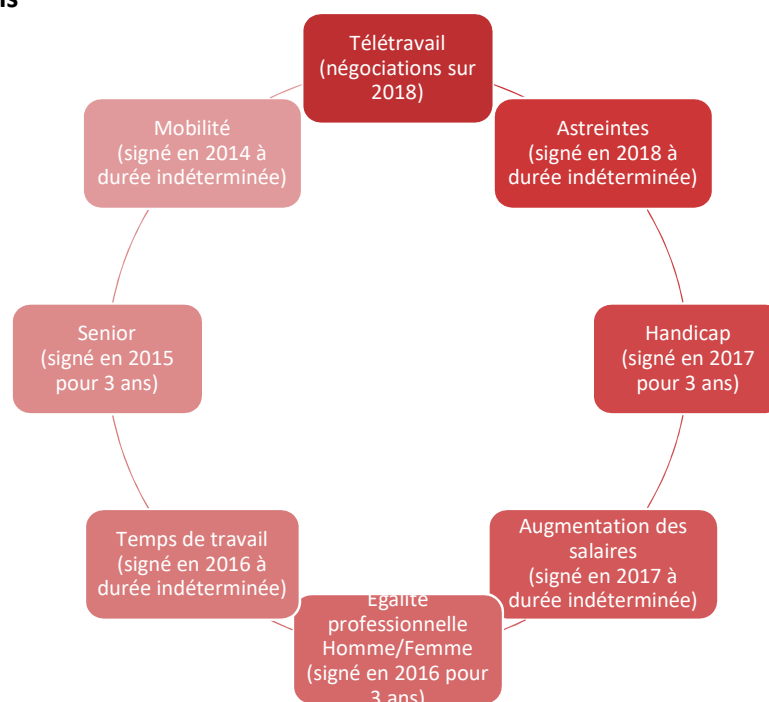 Télétravail
(négociations sur
2018)
Astreintes
(signé en 2018 à
durée indéterminée)
Handicap
(signé en 2017
pour 3 ans)
Augmentation des
salaires
(signé en 2017 à
durée indéterminée)
Egalité
professionnelle
Homme/Femme
(signé en 2016 pour
3 ans)
Temps de travail
(signé en 2016 à
durée indéterminée)
Senior
(signé en 2015
pour 3 ans)
Mobilité
(signé en 2014 à
durée indéterminée)